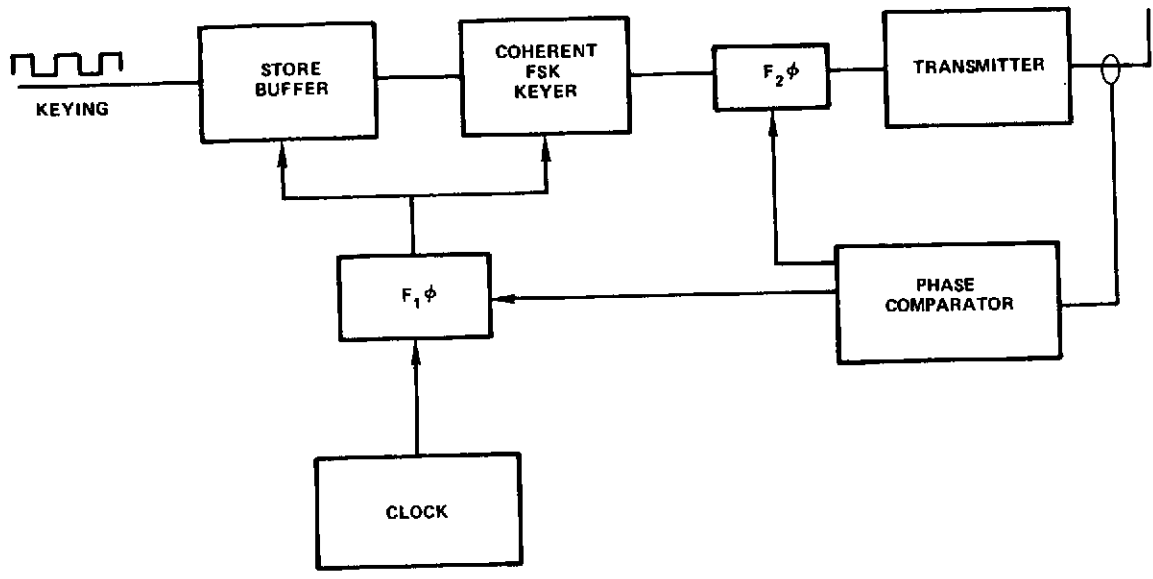 KEYING
STORE
BUFFER
COHERENT
FSK
KEYER
F₂ϕ
TRANSMITTER
F₁ϕ
PHASE
COMPARATOR
CLOCK